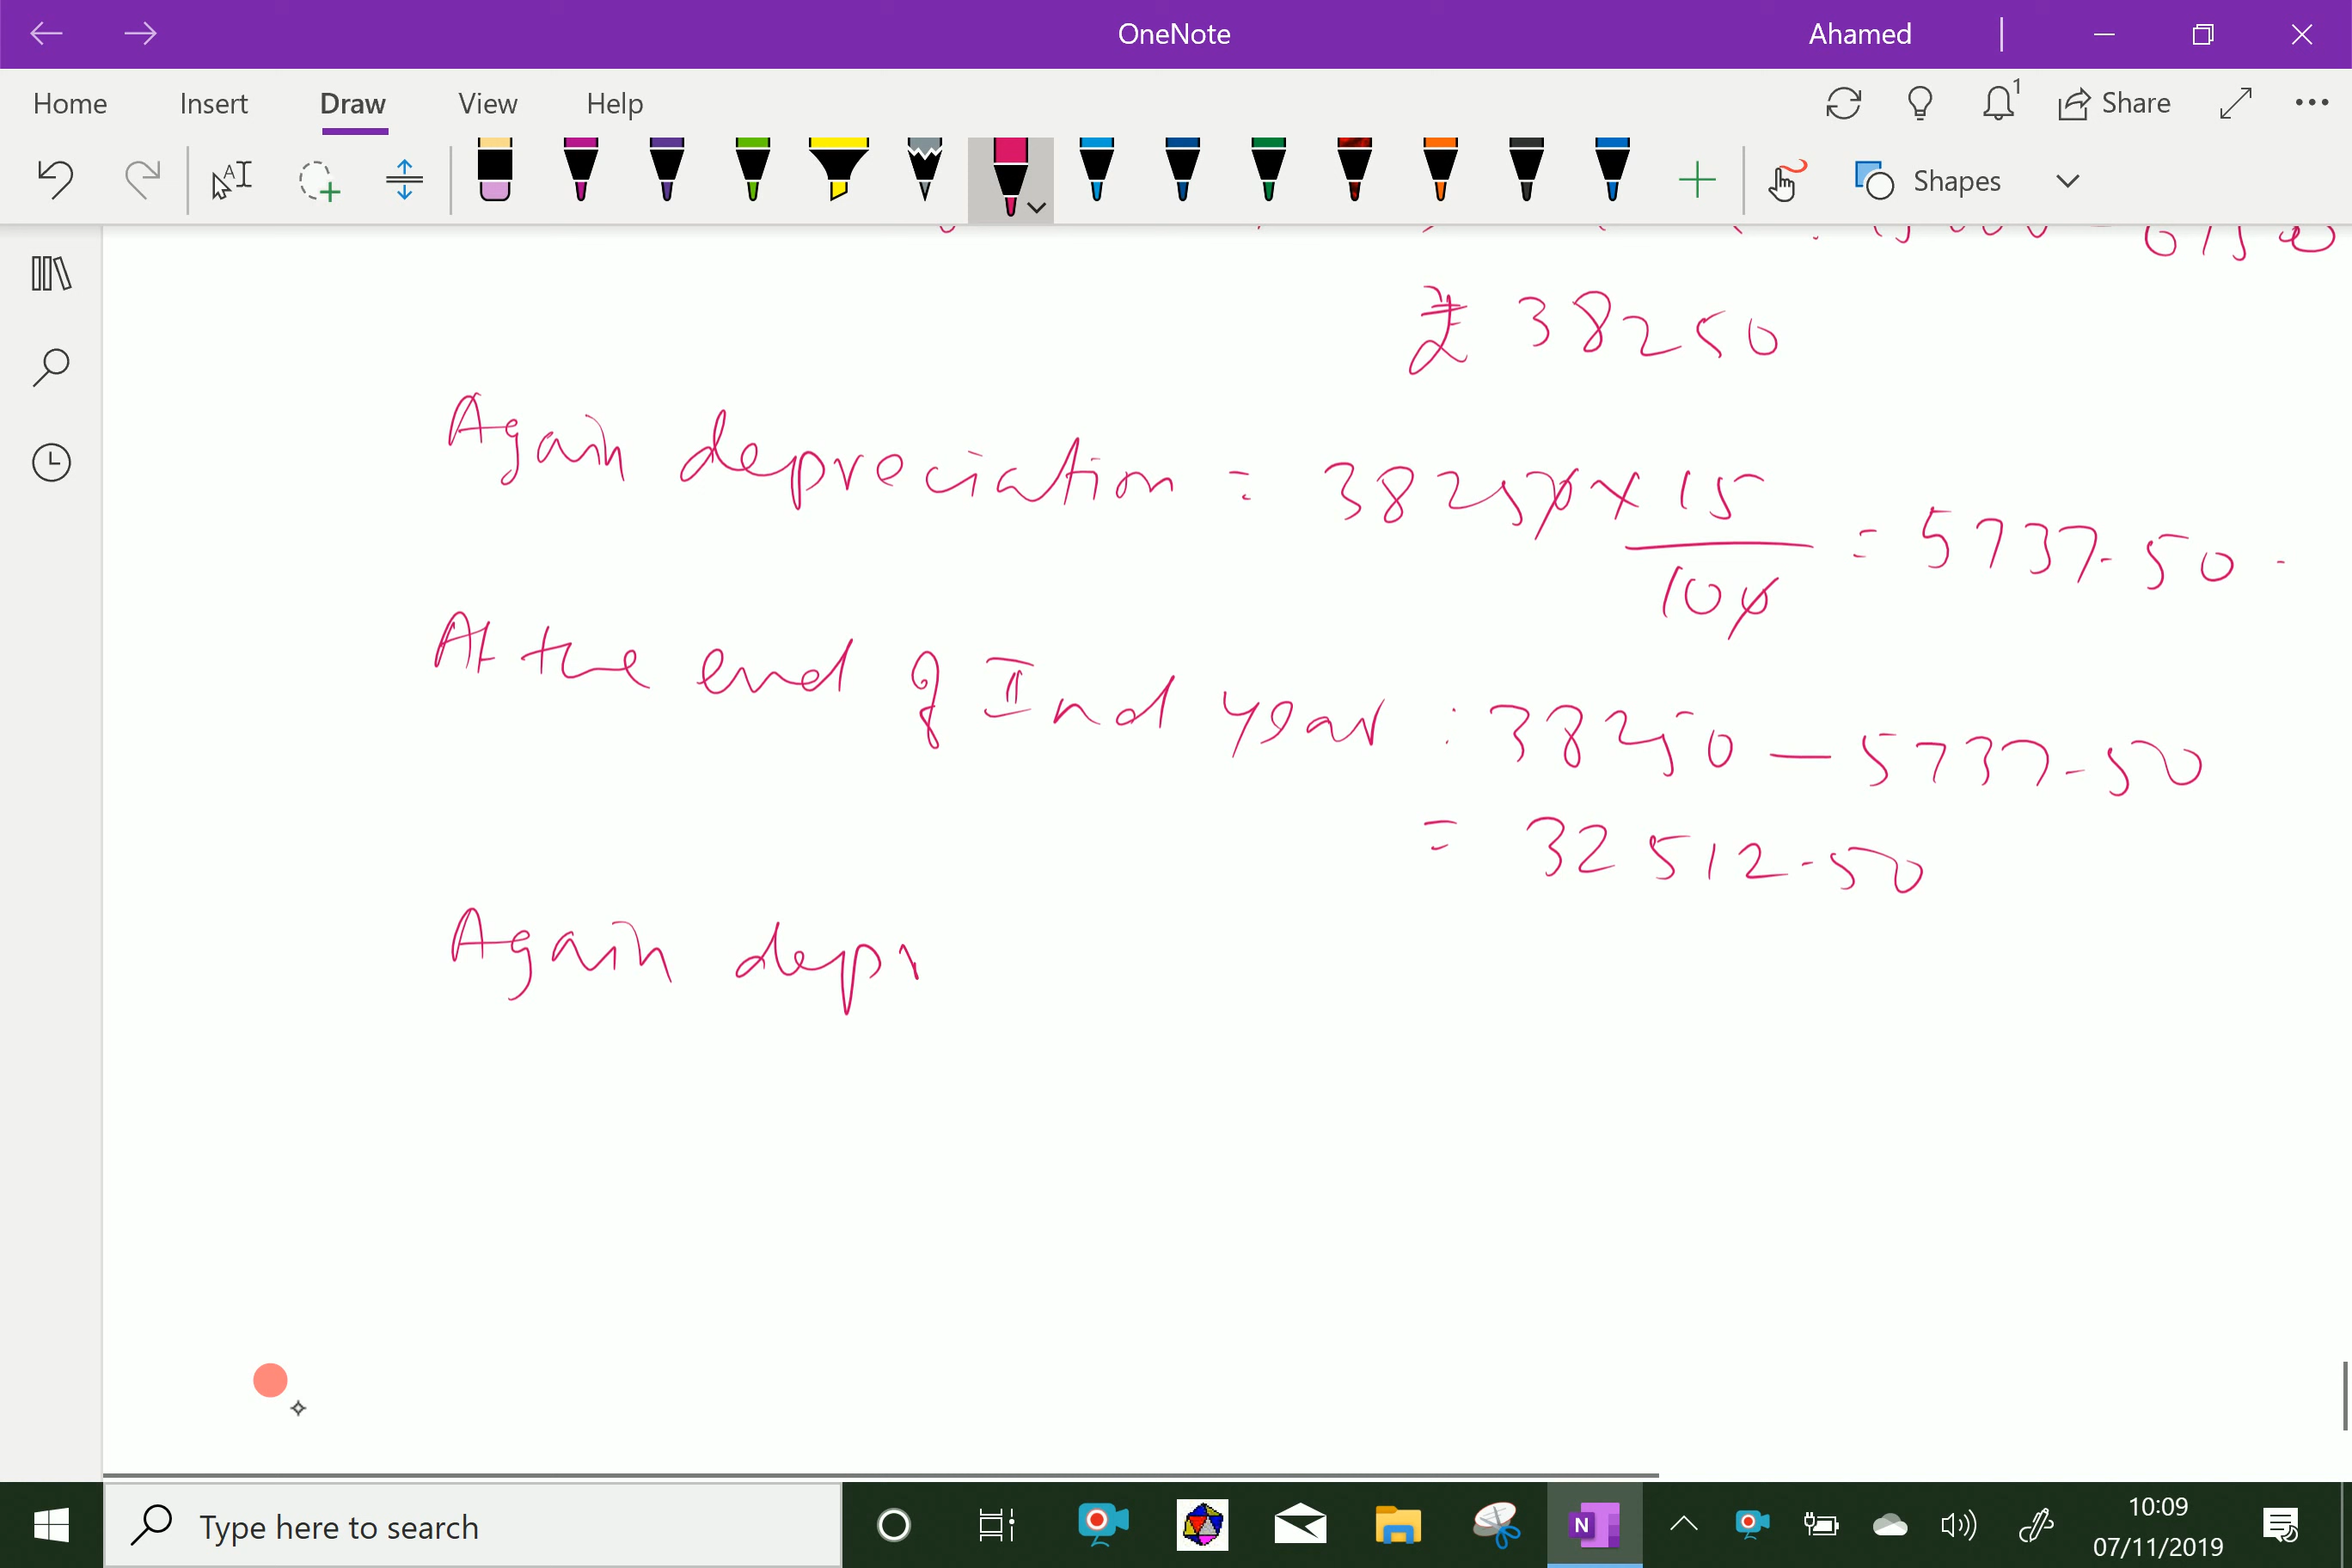 OneNote
Ahamed
Home Insert Draw View Help
1
Share
Shapes
₹ 38250
Again depreciation = 38250 x 15
100
= 5737-50 -
At the end of IInd year : 38250 - 5737-50
= 32512-50
Again depr
Type here to search
N
10:09
07/11/2019